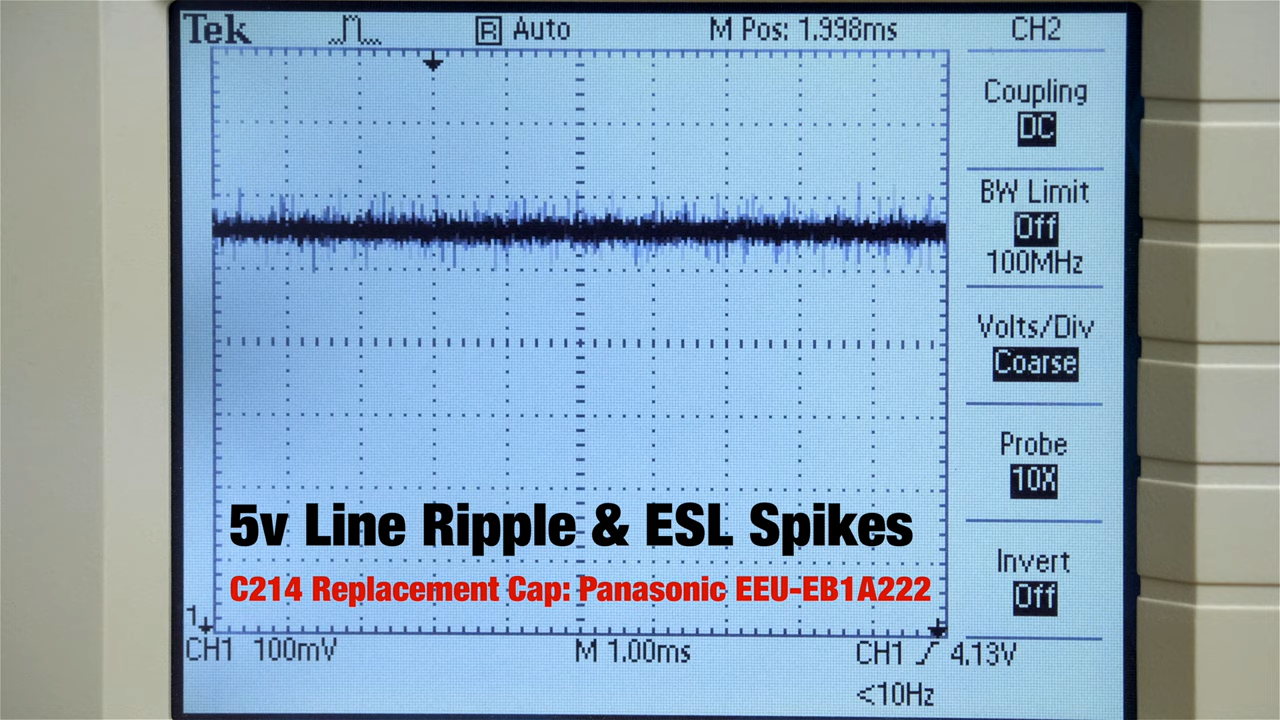 Tek R Auto M Pos: 1.998ms CH2
Coupling
DC
BW Limit
Off
100MHz
Volts/Div
Coarse
Probe
10X
Invert
Off
5v Line Ripple & ESL Spikes
C214 Replacement Cap: Panasonic EEU-EB1A222
1
CH1 100mV M 1.00ms CH1 4.13V
<10Hz